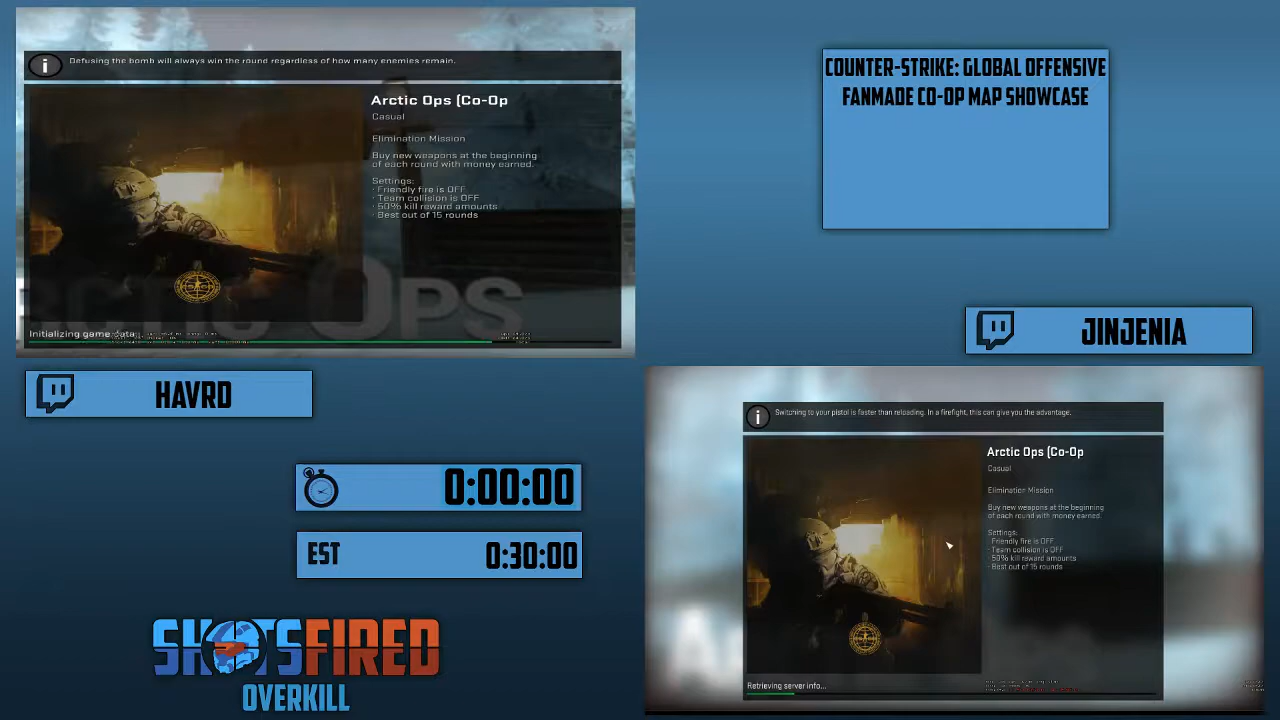 Defusing the bomb will always win the round regardless of how many enemies remain.
Arctic Ops (Co-Op
Casual
Elimination Mission
Buy new weapons at the beginning
of each round with money earned.
Settings:
· Friendly fire is OFF
· Team collision is OFF
· 50% kill reward amounts
· Best out of 15 rounds
Ops
Initializing game data
COUNTER-STRIKE: GLOBAL OFFENSIVE
FANMADE CO-OP MAP SHOWCASE
JINJENIA
HAVRD
0:00:00
EST 0:30:00
SHOTSFIRED
OVERKILL
Switching to your pistol is faster than reloading. In a firefight, this can give you the advantage.
Arctic Ops (Co-Op
Casual
Elimination Mission
Buy new weapons at the beginning
of each round with money earned.
Settings:
· Friendly fire is OFF
· Team collision is OFF
· 50% kill reward amounts
· Best out of 15 rounds
Retrieving server info...